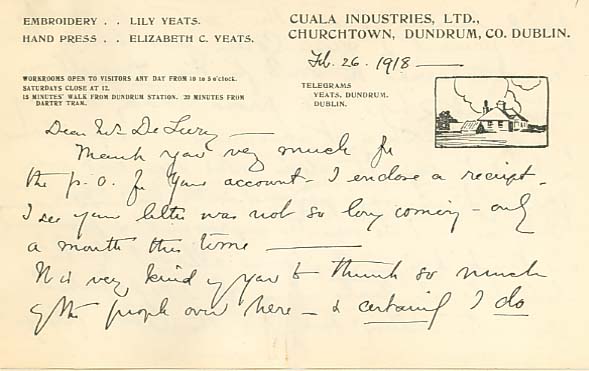 EMBROIDERY . . LILY YEATS.
HAND PRESS . . ELIZABETH C. YEATS.
CUALA INDUSTRIES, LTD.,
CHURCHTOWN, DUNDRUM, CO. DUBLIN.
Feb. 26. 1918 —
WORKROOMS OPEN TO VISITORS ANY DAY FROM 10 to 5 o'clock.
SATURDAYS CLOSE AT 12.
15 MINUTES' WALK FROM DUNDRUM STATION. 20 MINUTES FROM
DARTRY TRAM.
TELEGRAMS
YEATS, DUNDRUM,
DUBLIN.
Dear Mr De Lury —
Thank you very much for
the p.o. for your account – I enclose a receipt –
I see your letter was not so long coming – only
a month this time —
It is very kind of you to think so much
of the people over here – & certainly I do